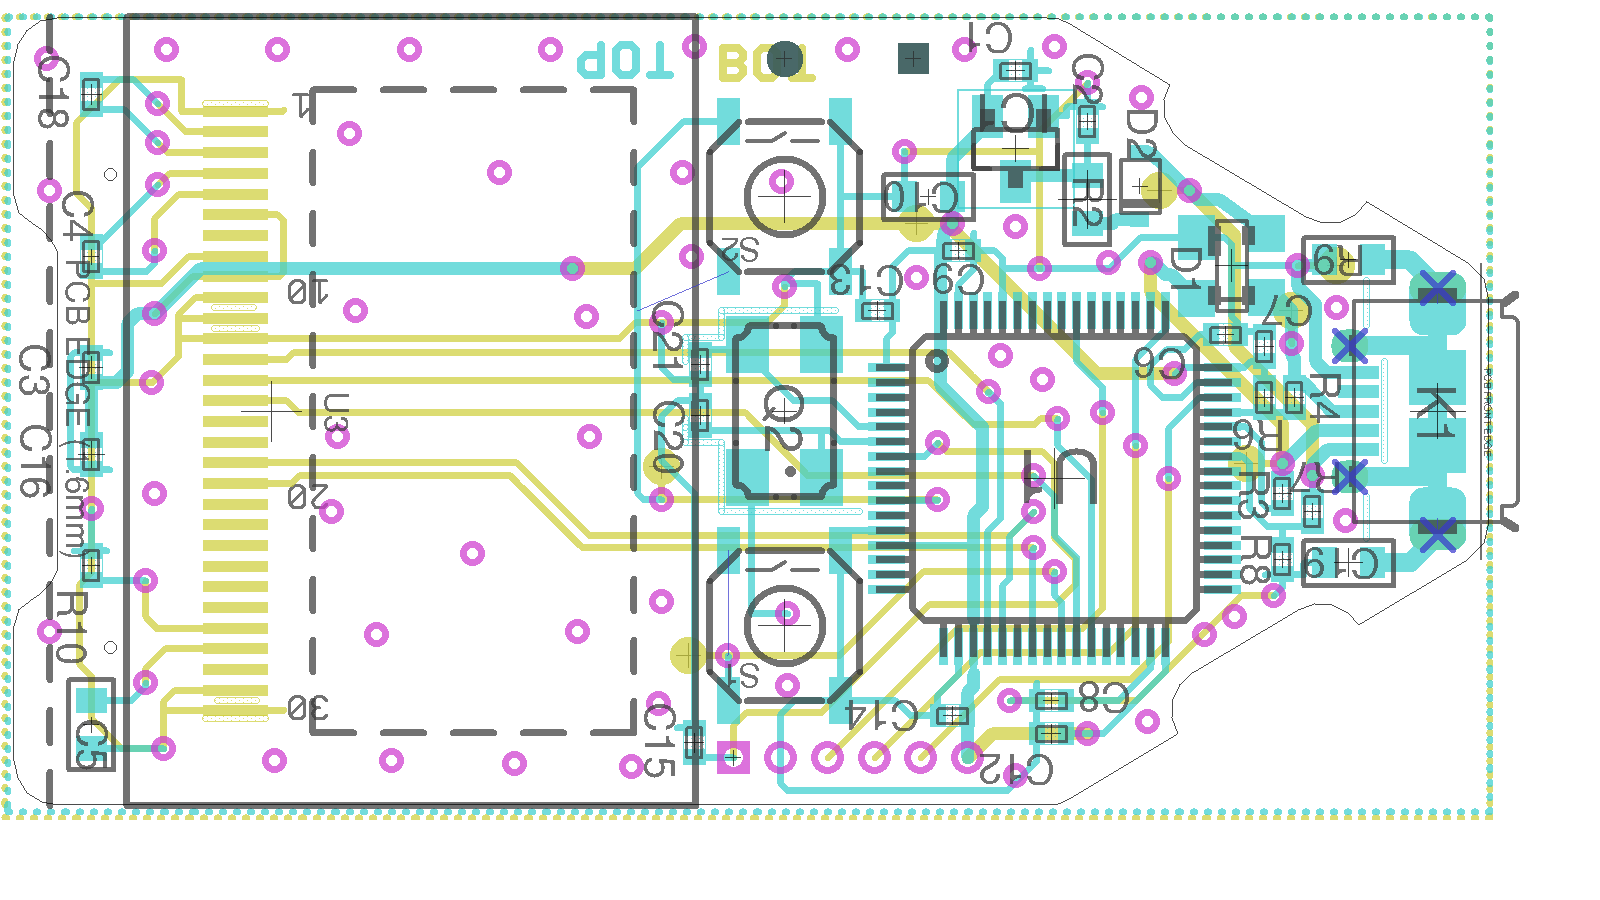 TOP
BOT
C1
C2
D2
C18
1
IC1
C10
R2
C4
S2
C13
C9
D1
R9
PCB EDGE (1.6mm)
10
C7
C21
C6
C3
U3
Q2
C20
R4
K1
PCB FRONT EDGE
C16
R6
R7
R3
20
U1
R8
C19
R10
S1
C14
C8
30
C5
C15
C12